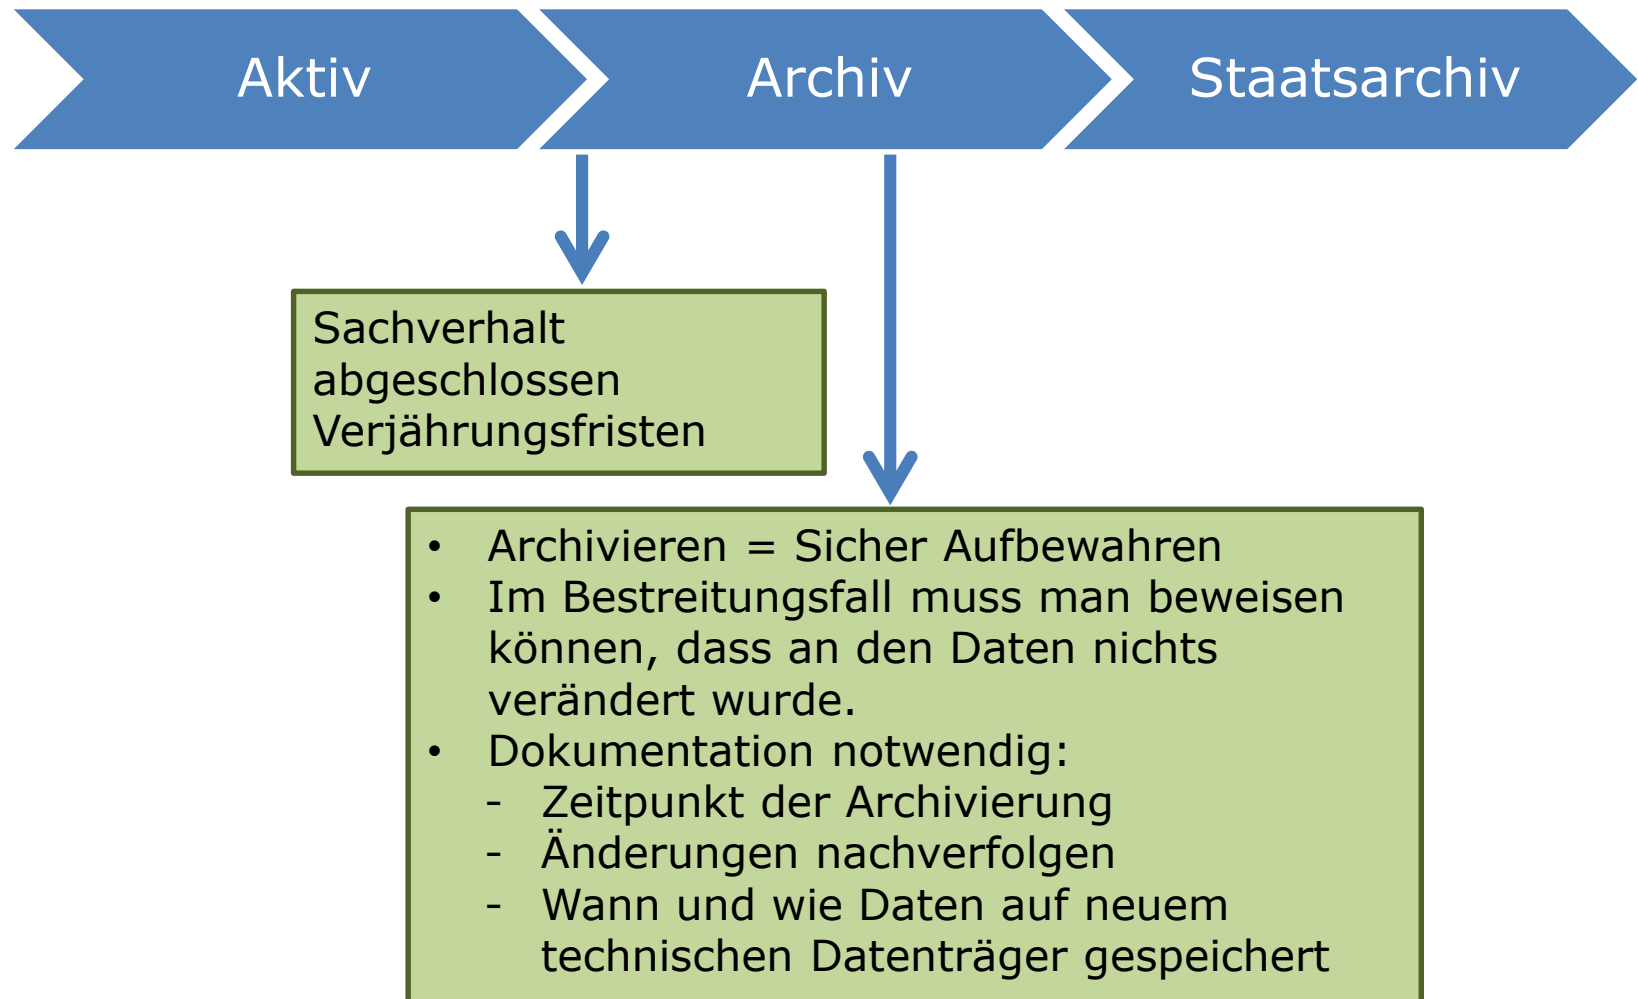 Aktiv
Archiv
Staatsarchiv
Sachverhalt
abgeschlossen
Verjährungsfristen
• Archivieren = Sicher Aufbewahren
• Im Bestreitungsfall muss man beweisen
können, dass an den Daten nichts
verändert wurde.
• Dokumentation notwendig:
- Zeitpunkt der Archivierung
- Änderungen nachverfolgen
- Wann und wie Daten auf neuem
technischen Datenträger gespeichert